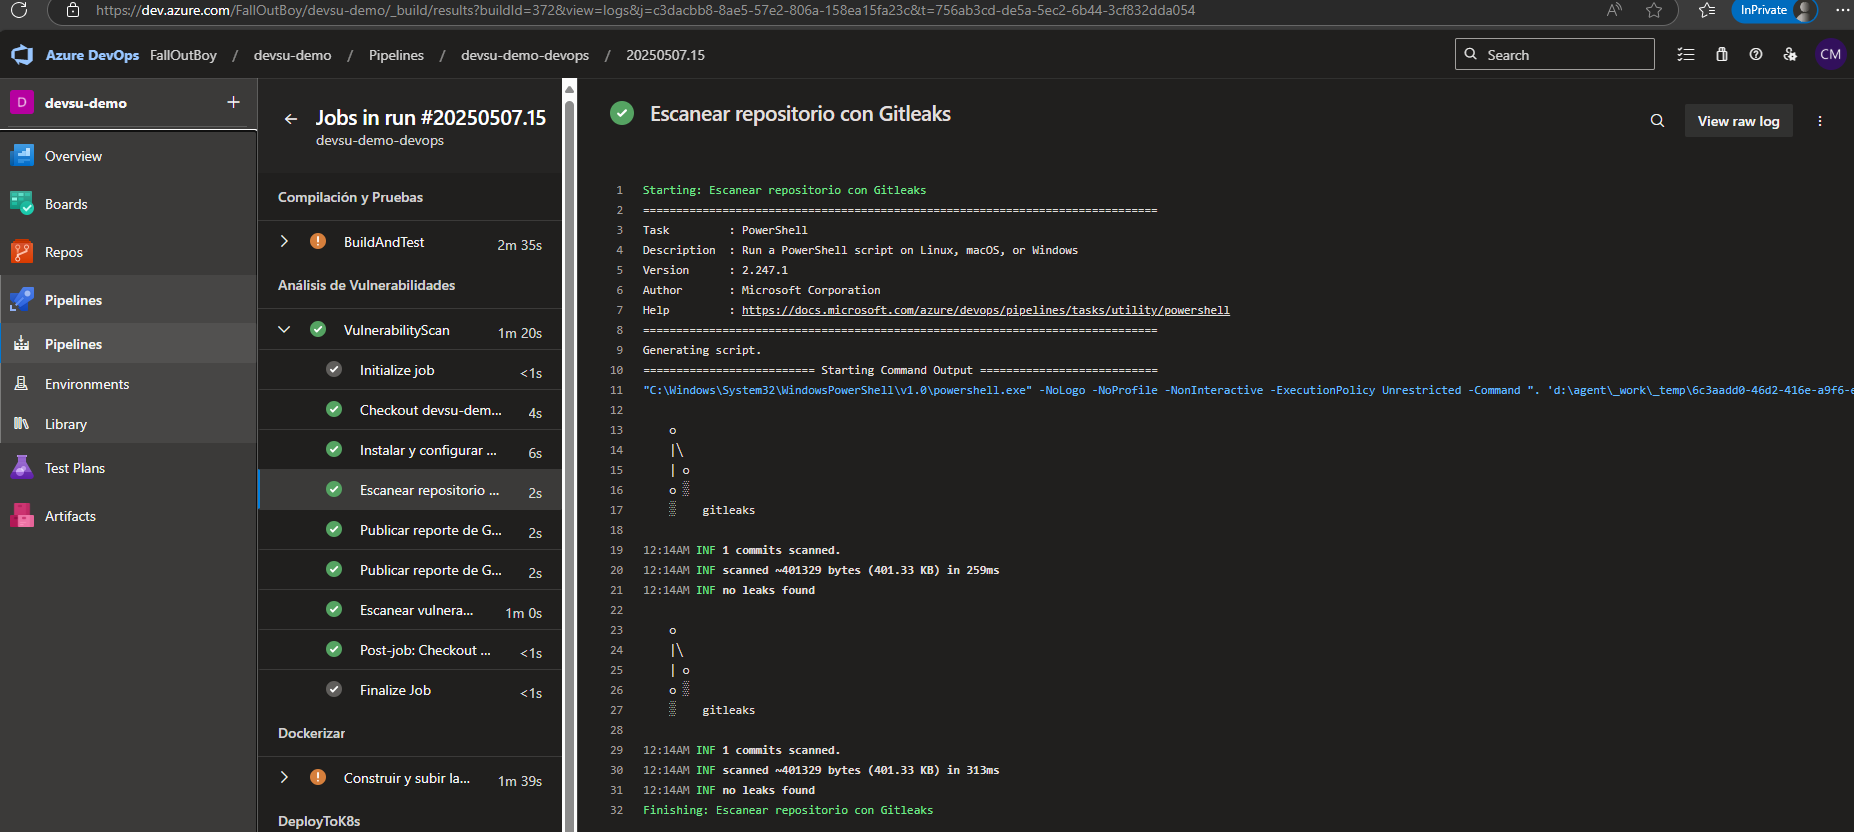 https://dev.azure.com/FallOutBoy/devsu-demo/_build/results?buildId=372&view=logs&j=c3dacbb8-8ae5-57e2-806a-158ea15fa23c&t=756ab3cd-de5a-5ec2-6b44-3cf832dda054
InPrivate
Azure DevOps FallOutBoy / devsu-demo / Pipelines / devsu-demo-devops / 20250507.15
Search
CM
D devsu-demo +
Overview
Boards
Repos
Pipelines
Pipelines
Environments
Library
Test Plans
Artifacts
Jobs in run #20250507.15
devsu-demo-devops
Compilación y Pruebas
BuildAndTest 2m 35s
Análisis de Vulnerabilidades
VulnerabilityScan 1m 20s
Initialize job <1s
Checkout devsu-dem... 4s
Instalar y configurar ... 6s
Escanear repositorio ... 2s
Publicar reporte de G... 2s
Publicar reporte de G... 2s
Escanear vulnera... 1m 0s
Post-job: Checkout ... <1s
Finalize Job <1s
Dockerizar
Construir y subir la... 1m 39s
DeployToK8s
Escanear repositorio con Gitleaks
View raw log
1 Starting: Escanear repositorio con Gitleaks
2 ==============================================================================
3 Task : PowerShell
4 Description : Run a PowerShell script on Linux, macOS, or Windows
5 Version : 2.247.1
6 Author : Microsoft Corporation
7 Help : https://docs.microsoft.com/azure/devops/pipelines/tasks/utility/powershell
8 ==============================================================================
9 Generating script.
10 ========================== Starting Command Output ===========================
11 "C:\Windows\System32\WindowsPowerShell\v1.0\powershell.exe" -NoLogo -NoProfile -NonInteractive -ExecutionPolicy Unrestricted -Command ". 'd:\agent\_work\_temp\6c3aadd0-46d2-416e-a9f6-e
12
13 o
14 |\
15 | o
16 o ░
17 ░ gitleaks
18
19 12:14AM INF 1 commits scanned.
20 12:14AM INF scanned ~401329 bytes (401.33 KB) in 259ms
21 12:14AM INF no leaks found
22
23 o
24 |\
25 | o
26 o ░
27 ░ gitleaks
28
29 12:14AM INF 1 commits scanned.
30 12:14AM INF scanned ~401329 bytes (401.33 KB) in 313ms
31 12:14AM INF no leaks found
32 Finishing: Escanear repositorio con Gitleaks